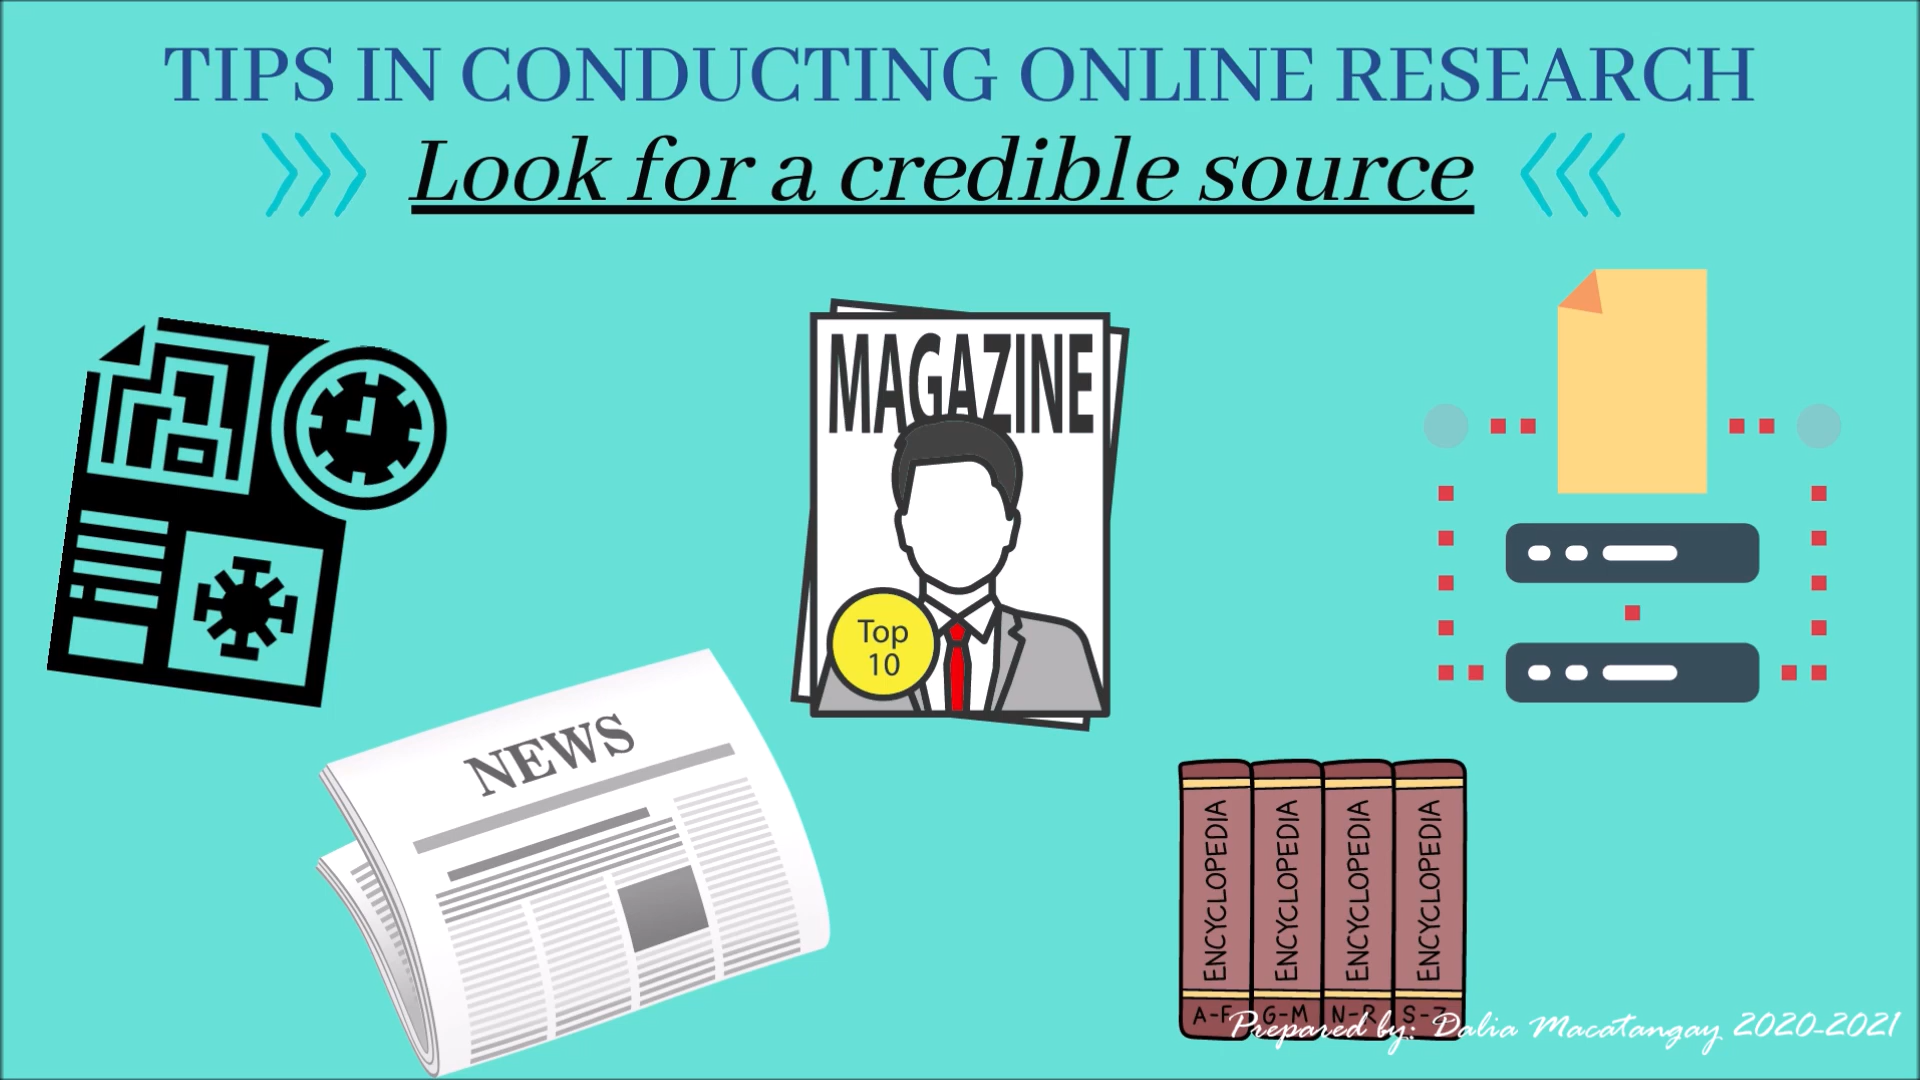 TIPS IN CONDUCTING ONLINE RESEARCH
Look for a credible source
MAGAZINE
Top
10
NEWS
ENCYCLOPEDIA
ENCYCLOPEDIA
ENCYCLOPEDIA
ENCYCLOPEDIA
A-F
G-M
N-R
S-Z
Prepared by: Dalia Macatangay 2020-2021